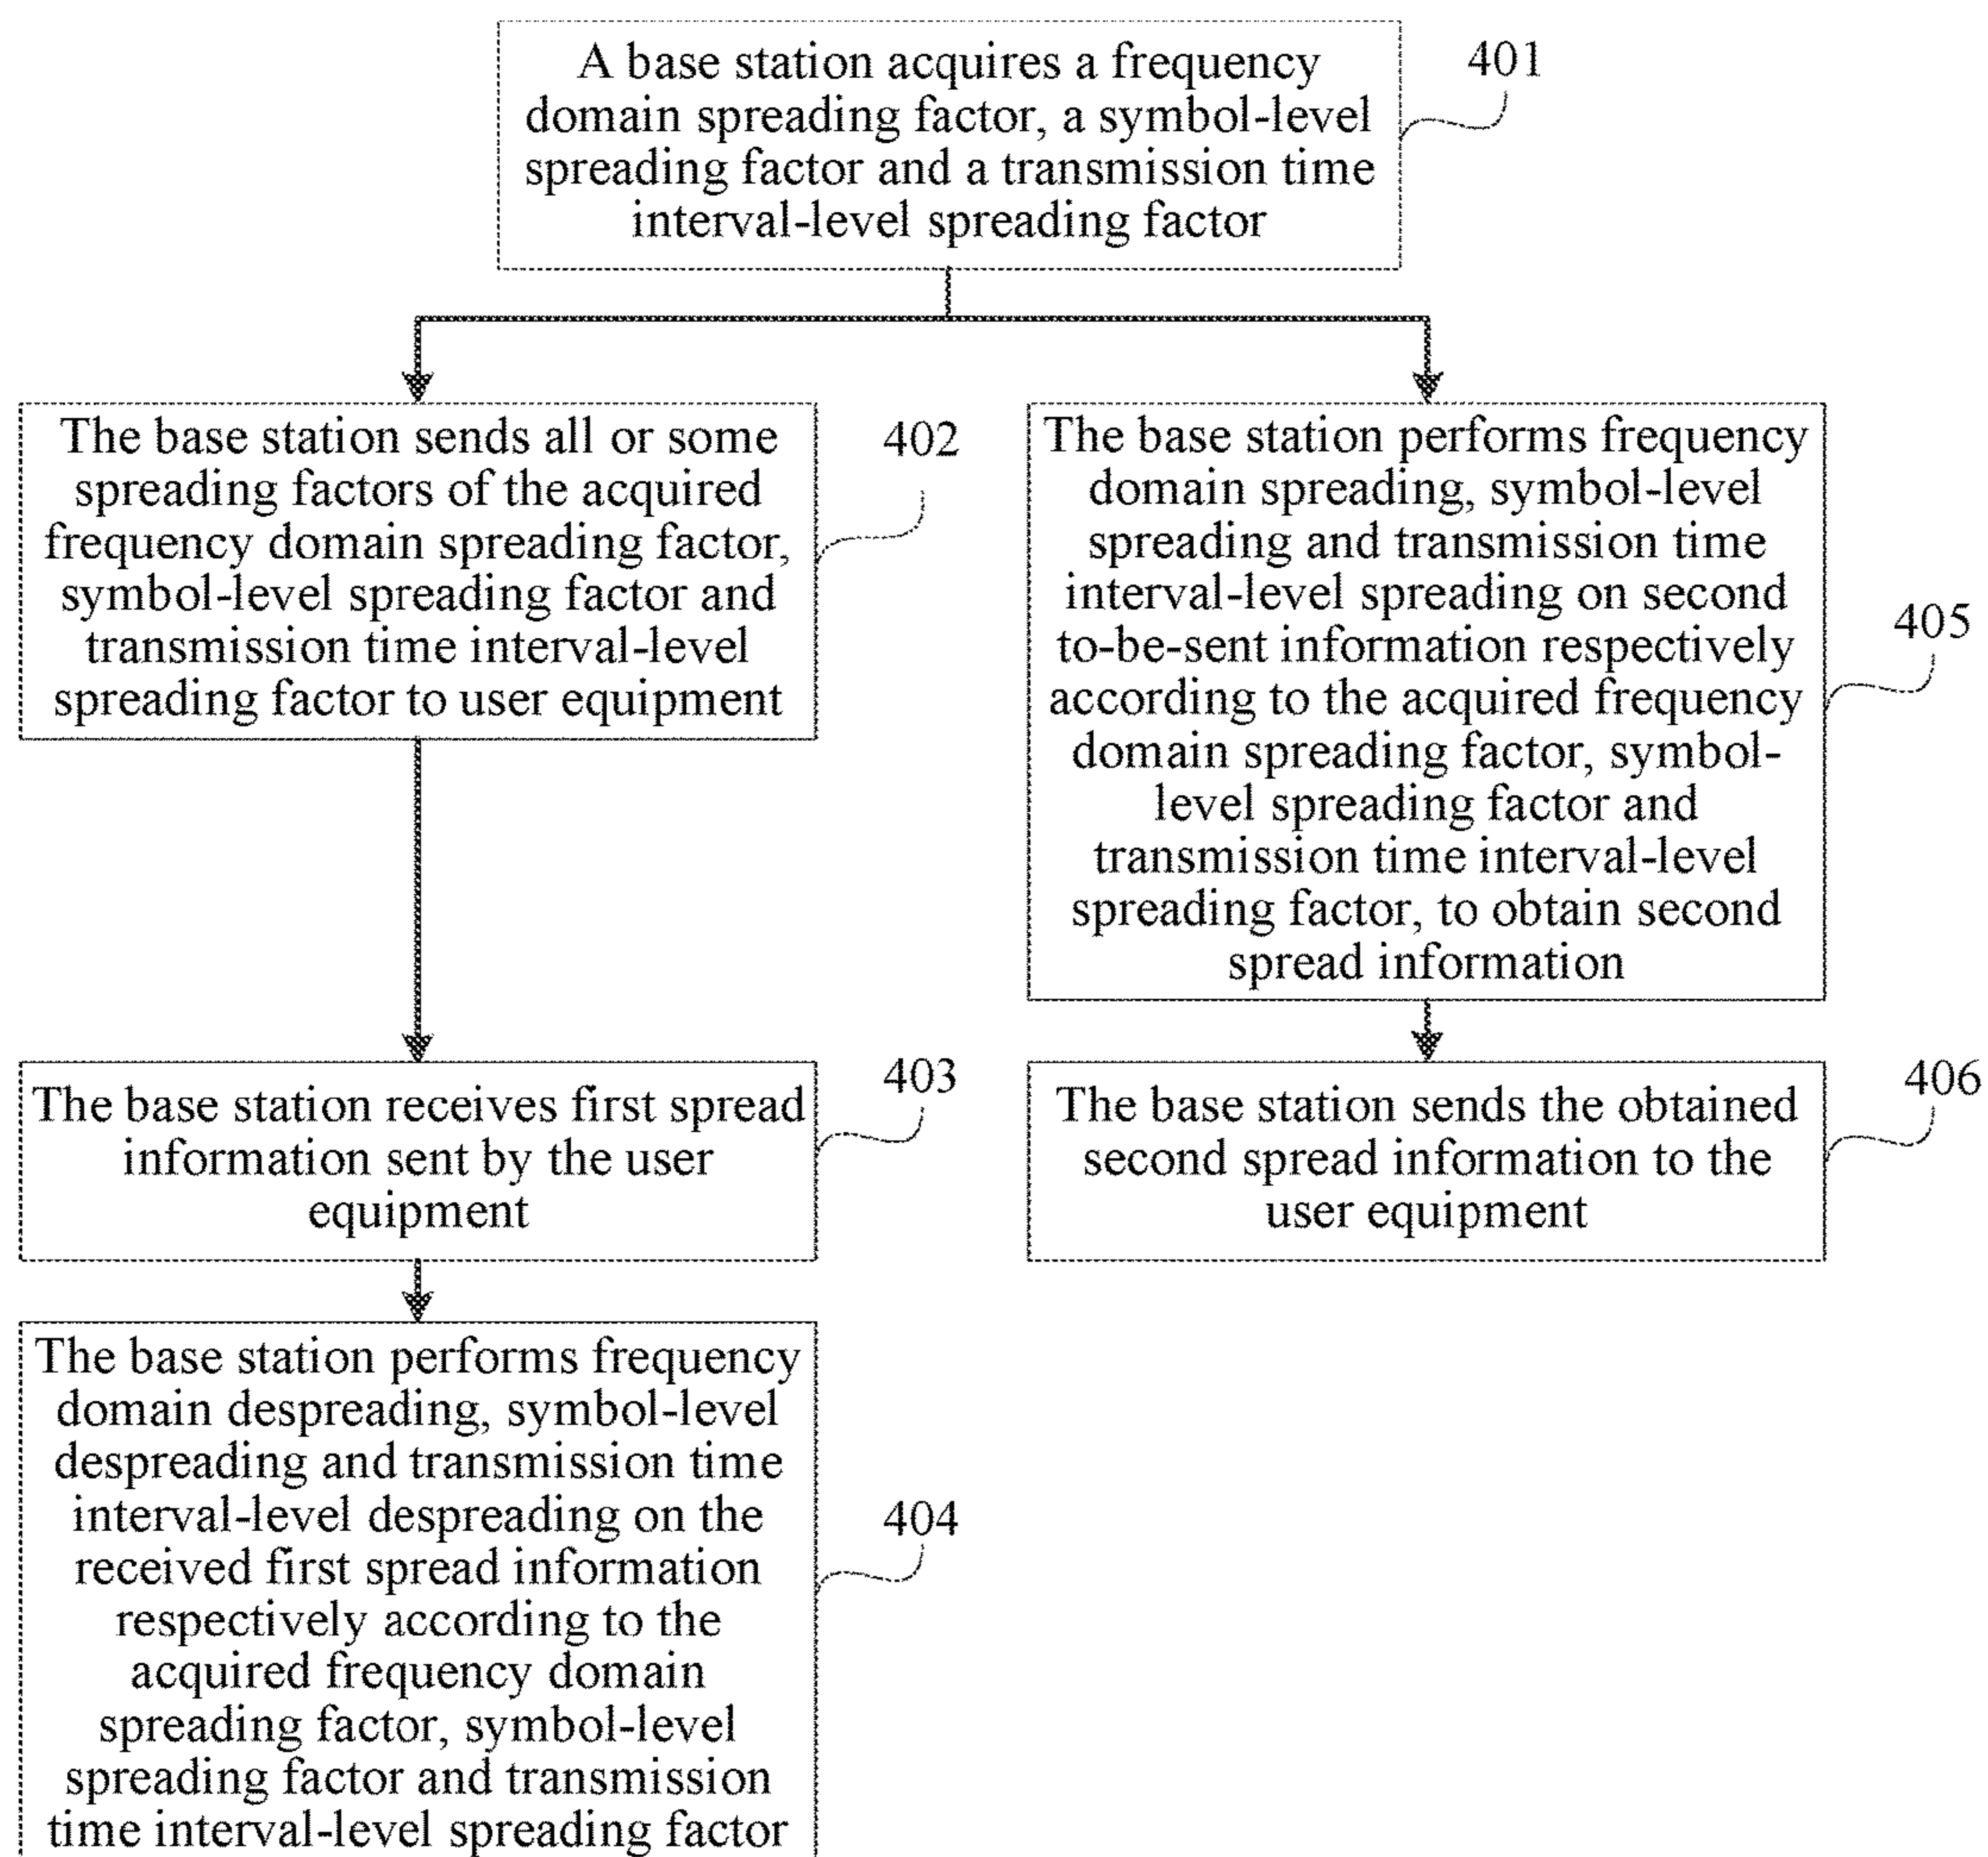 A base station acquires a frequency
domain spreading factor, a symbol-level
spreading factor and a transmission time
interval-level spreading factor
401
The base station sends all or some
spreading factors of the acquired
frequency domain spreading factor,
symbol-level spreading factor and
transmission time interval-level
spreading factor to user equipment
402
The base station performs frequency
domain spreading, symbol-level
spreading and transmission time
interval-level spreading on second
to-be-sent information respectively
according to the acquired frequency
domain spreading factor, symbol-
level spreading factor and
transmission time interval-level
spreading factor, to obtain second
spread information
405
The base station receives first spread
information sent by the user
equipment
403
The base station sends the obtained
second spread information to the
user equipment
406
The base station performs frequency
domain despreading, symbol-level
despreading and transmission time
interval-level despreading on the
received first spread information
respectively according to the
acquired frequency domain
spreading factor, symbol-level
spreading factor and transmission
time interval-level spreading factor
404